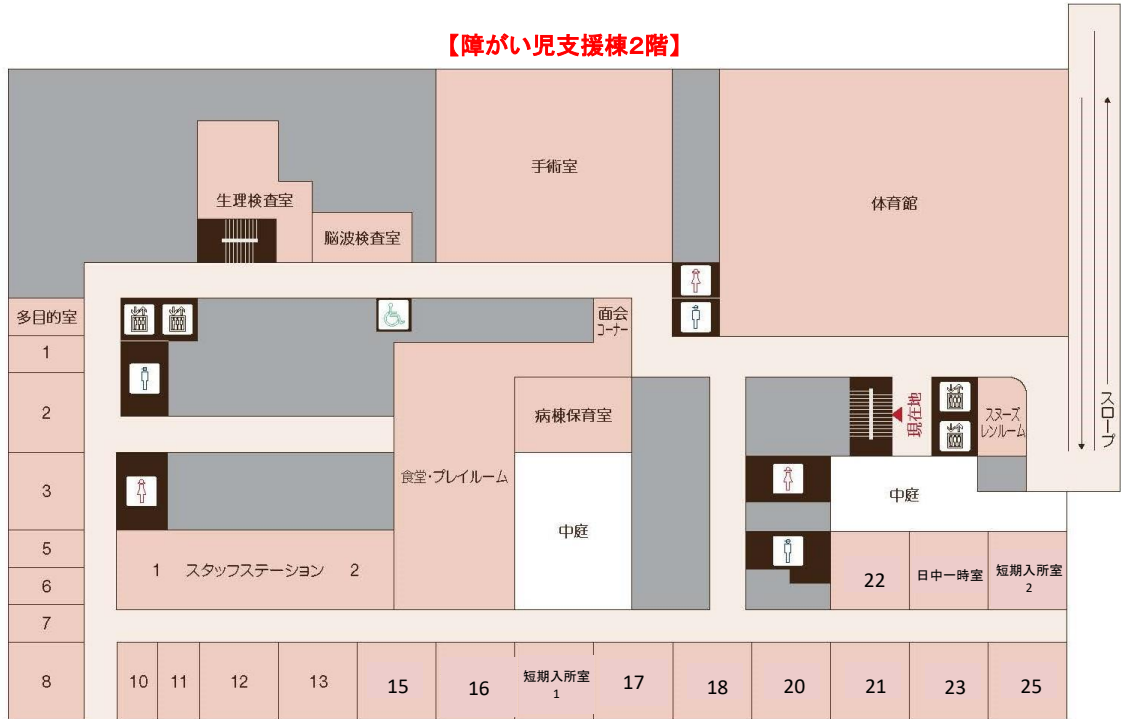 【障がい児支援棟2階】
手術室
体育館
生理検査室
脳波検査室
多目的室
面会
コーナー
1
2
病棟保育室
現在地
スヌーズ
レンルーム
スロープ
3
食堂・プレイルーム
中庭
中庭
5
1 スタッフステーション 2
6
22
日中一時室
短期入所室
2
7
8
10
11
12
13
15
16
短期入所室
1
17
18
20
21
23
25